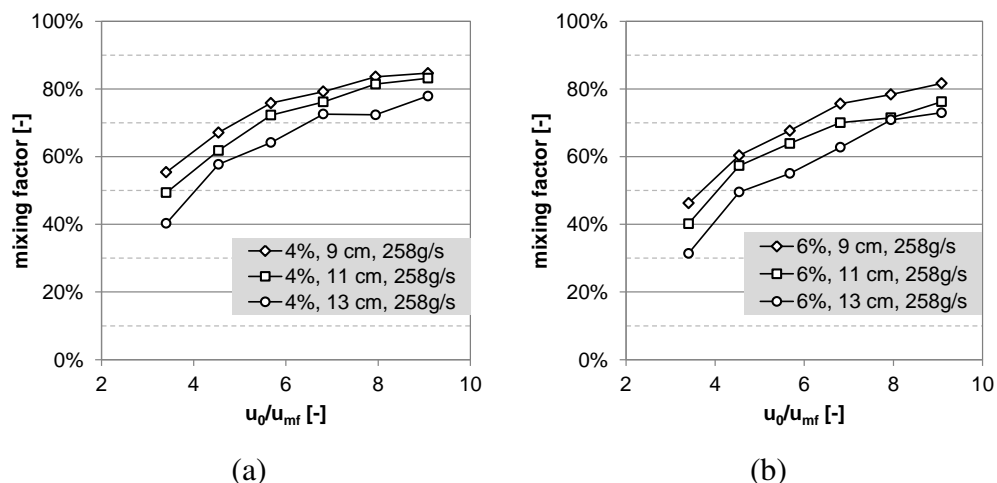 100%
80%
60%
40%
20%
0%
mixing factor [-]
4%, 9 cm, 258g/s
4%, 11 cm, 258g/s
4%, 13 cm, 258g/s
2 4 6 8 10
u₀/uₘf [-]
(a)
100%
80%
60%
40%
20%
0%
mixing factor [-]
6%, 9 cm, 258g/s
6%, 11 cm, 258g/s
6%, 13 cm, 258g/s
2 4 6 8 10
u₀/uₘf [-]
(b)